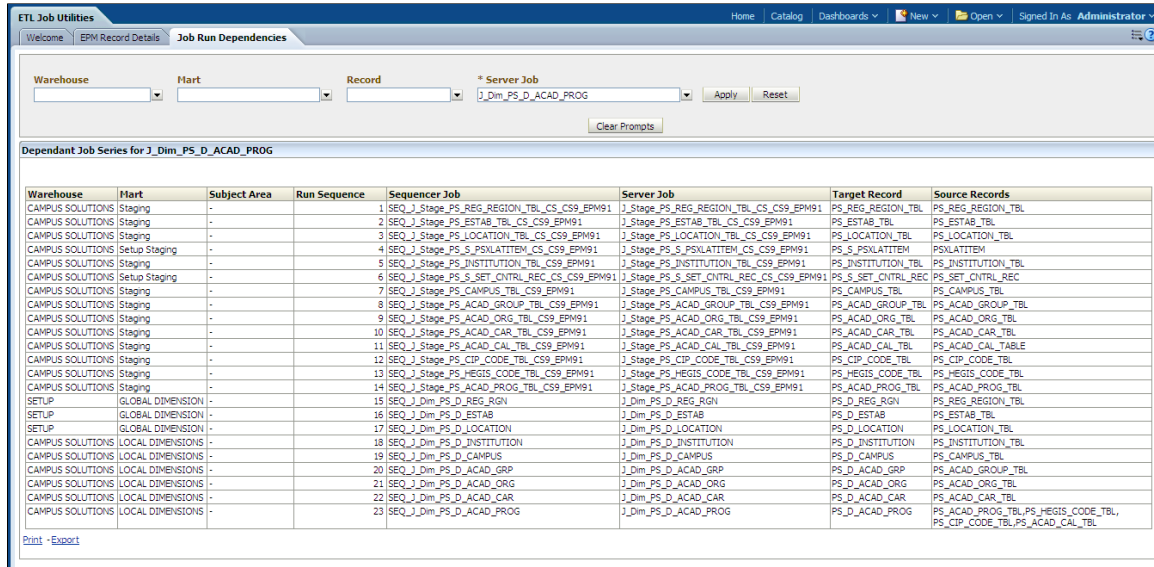 ETL Job Utilities
Home Catalog Dashboards New Open Signed In As Administrator
Welcome EPM Record Details Job Run Dependencies
Warehouse Mart Record * Server Job
J_Dim_PS_D_ACAD_PROG Apply Reset
Clear Prompts
Dependant Job Series for J_Dim_PS_D_ACAD_PROG
Warehouse Mart Subject Area Run Sequence Sequencer Job Server Job Target Record Source Records
CAMPUS SOLUTIONS Staging - 1 SEQ_J_Stage_PS_REG_REGION_TBL_CS_CS9_EPM91 J_Stage_PS_REG_REGION_TBL_CS_CS9_EPM91 PS_REG_REGION_TBL PS_REG_REGION_TBL
CAMPUS SOLUTIONS Staging - 2 SEQ_J_Stage_PS_ESTAB_TBL_CS_CS9_EPM91 J_Stage_PS_ESTAB_TBL_CS_CS9_EPM91 PS_ESTAB_TBL PS_ESTAB_TBL
CAMPUS SOLUTIONS Staging - 3 SEQ_J_Stage_PS_LOCATION_TBL_CS_CS9_EPM91 J_Stage_PS_LOCATION_TBL_CS_CS9_EPM91 PS_LOCATION_TBL PS_LOCATION_TBL
CAMPUS SOLUTIONS Setup Staging - 4 SEQ_J_Stage_PS_S_PSXLATITEM_CS_CS9_EPM91 J_Stage_PS_S_PSXLATITEM_CS_CS9_EPM91 PS_S_PSXLATITEM PSXLATITEM
CAMPUS SOLUTIONS Staging - 5 SEQ_J_Stage_PS_INSTITUTION_TBL_CS9_EPM91 J_Stage_PS_INSTITUTION_TBL_CS9_EPM91 PS_INSTITUTION_TBL PS_INSTITUTION_TBL
CAMPUS SOLUTIONS Setup Staging - 6 SEQ_J_Stage_PS_S_SET_CNTRL_REC_CS_CS9_EPM91 J_Stage_PS_S_SET_CNTRL_REC_CS_CS9_EPM91 PS_S_SET_CNTRL_REC PS_SET_CNTRL_REC
CAMPUS SOLUTIONS Staging - 7 SEQ_J_Stage_PS_CAMPUS_TBL_CS9_EPM91 J_Stage_PS_CAMPUS_TBL_CS9_EPM91 PS_CAMPUS_TBL PS_CAMPUS_TBL
CAMPUS SOLUTIONS Staging - 8 SEQ_J_Stage_PS_ACAD_GROUP_TBL_CS9_EPM91 J_Stage_PS_ACAD_GROUP_TBL_CS9_EPM91 PS_ACAD_GROUP_TBL PS_ACAD_GROUP_TBL
CAMPUS SOLUTIONS Staging - 9 SEQ_J_Stage_PS_ACAD_ORG_TBL_CS9_EPM91 J_Stage_PS_ACAD_ORG_TBL_CS9_EPM91 PS_ACAD_ORG_TBL PS_ACAD_ORG_TBL
CAMPUS SOLUTIONS Staging - 10 SEQ_J_Stage_PS_ACAD_CAR_TBL_CS9_EPM91 J_Stage_PS_ACAD_CAR_TBL_CS9_EPM91 PS_ACAD_CAR_TBL PS_ACAD_CAR_TBL
CAMPUS SOLUTIONS Staging - 11 SEQ_J_Stage_PS_ACAD_CAL_TBL_CS9_EPM91 J_Stage_PS_ACAD_CAL_TBL_CS9_EPM91 PS_ACAD_CAL_TBL PS_ACAD_CAL_TABLE
CAMPUS SOLUTIONS Staging - 12 SEQ_J_Stage_PS_CIP_CODE_TBL_CS9_EPM91 J_Stage_PS_CIP_CODE_TBL_CS9_EPM91 PS_CIP_CODE_TBL PS_CIP_CODE_TBL
CAMPUS SOLUTIONS Staging - 13 SEQ_J_Stage_PS_HEGIS_CODE_TBL_CS9_EPM91 J_Stage_PS_HEGIS_CODE_TBL_CS9_EPM91 PS_HEGIS_CODE_TBL PS_HEGIS_CODE_TBL
CAMPUS SOLUTIONS Staging - 14 SEQ_J_Stage_PS_ACAD_PROG_TBL_CS9_EPM91 J_Stage_PS_ACAD_PROG_TBL_CS9_EPM91 PS_ACAD_PROG_TBL PS_ACAD_PROG_TBL
SETUP GLOBAL DIMENSION - 15 SEQ_J_Dim_PS_D_REG_RGN J_Dim_PS_D_REG_RGN PS_D_REG_RGN PS_REG_REGION_TBL
SETUP GLOBAL DIMENSION - 16 SEQ_J_Dim_PS_D_ESTAB J_Dim_PS_D_ESTAB PS_D_ESTAB PS_ESTAB_TBL
SETUP GLOBAL DIMENSION - 17 SEQ_J_Dim_PS_D_LOCATION J_Dim_PS_D_LOCATION PS_D_LOCATION PS_LOCATION_TBL
CAMPUS SOLUTIONS LOCAL DIMENSIONS - 18 SEQ_J_Dim_PS_D_INSTITUTION J_Dim_PS_D_INSTITUTION PS_D_INSTITUTION PS_INSTITUTION_TBL
CAMPUS SOLUTIONS LOCAL DIMENSIONS - 19 SEQ_J_Dim_PS_D_CAMPUS J_Dim_PS_D_CAMPUS PS_D_CAMPUS PS_CAMPUS_TBL
CAMPUS SOLUTIONS LOCAL DIMENSIONS - 20 SEQ_J_Dim_PS_D_ACAD_GRP J_Dim_PS_D_ACAD_GRP PS_D_ACAD_GRP PS_ACAD_GROUP_TBL
CAMPUS SOLUTIONS LOCAL DIMENSIONS - 21 SEQ_J_Dim_PS_D_ACAD_ORG J_Dim_PS_D_ACAD_ORG PS_D_ACAD_ORG PS_ACAD_ORG_TBL
CAMPUS SOLUTIONS LOCAL DIMENSIONS - 22 SEQ_J_Dim_PS_D_ACAD_CAR J_Dim_PS_D_ACAD_CAR PS_D_ACAD_CAR PS_ACAD_CAR_TBL
CAMPUS SOLUTIONS LOCAL DIMENSIONS - 23 SEQ_J_Dim_PS_D_ACAD_PROG J_Dim_PS_D_ACAD_PROG PS_D_ACAD_PROG PS_ACAD_PROG_TBL,PS_HEGIS_CODE_TBL,
PS_CIP_CODE_TBL,PS_ACAD_CAL_TBL
Print - Export